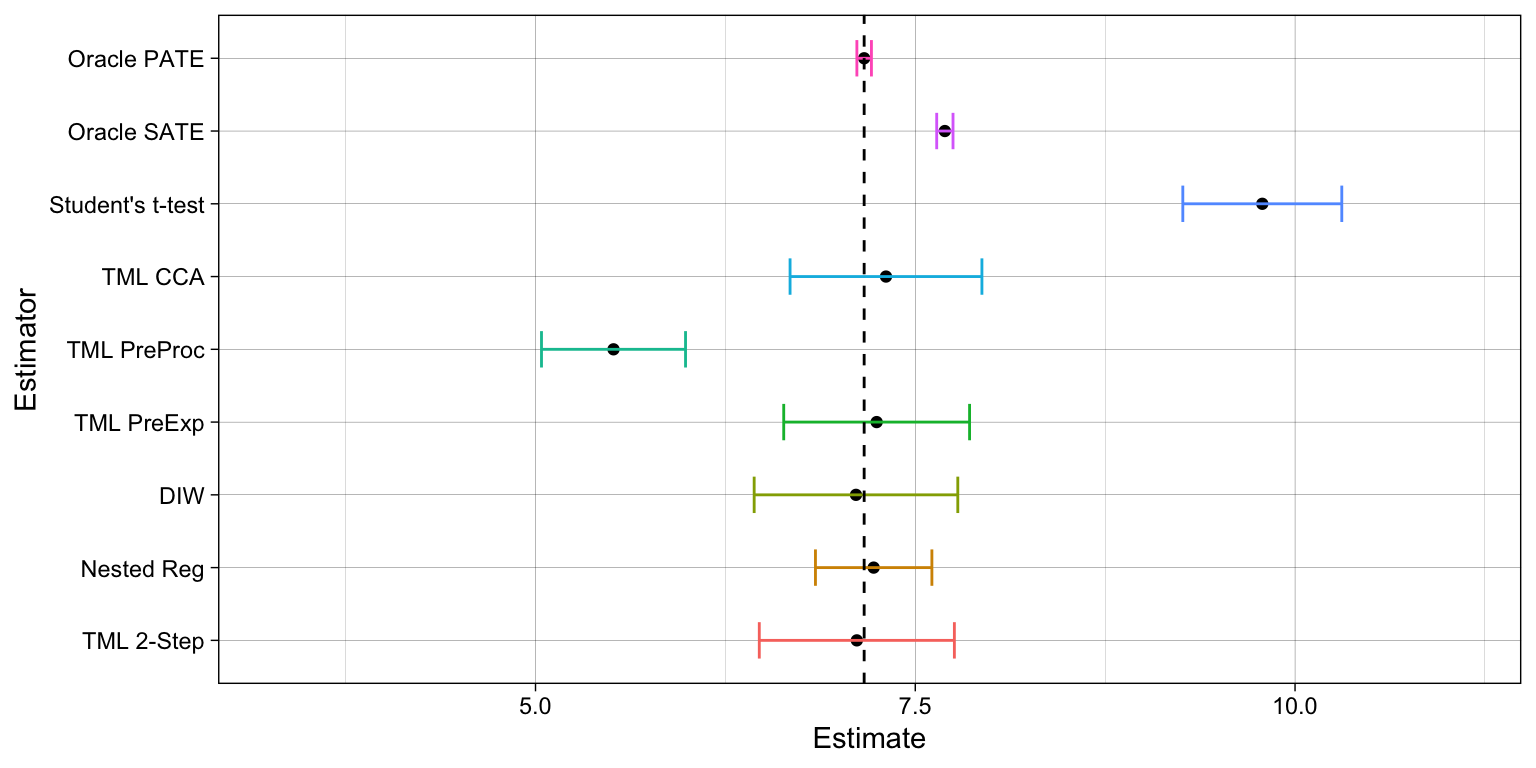 Estimator
Oracle PATE
Oracle SATE
Student's t-test
TML CCA
TML PreProc
TML PreExp
DIW
Nested Reg
TML 2-Step
5.0 7.5 10.0
Estimate